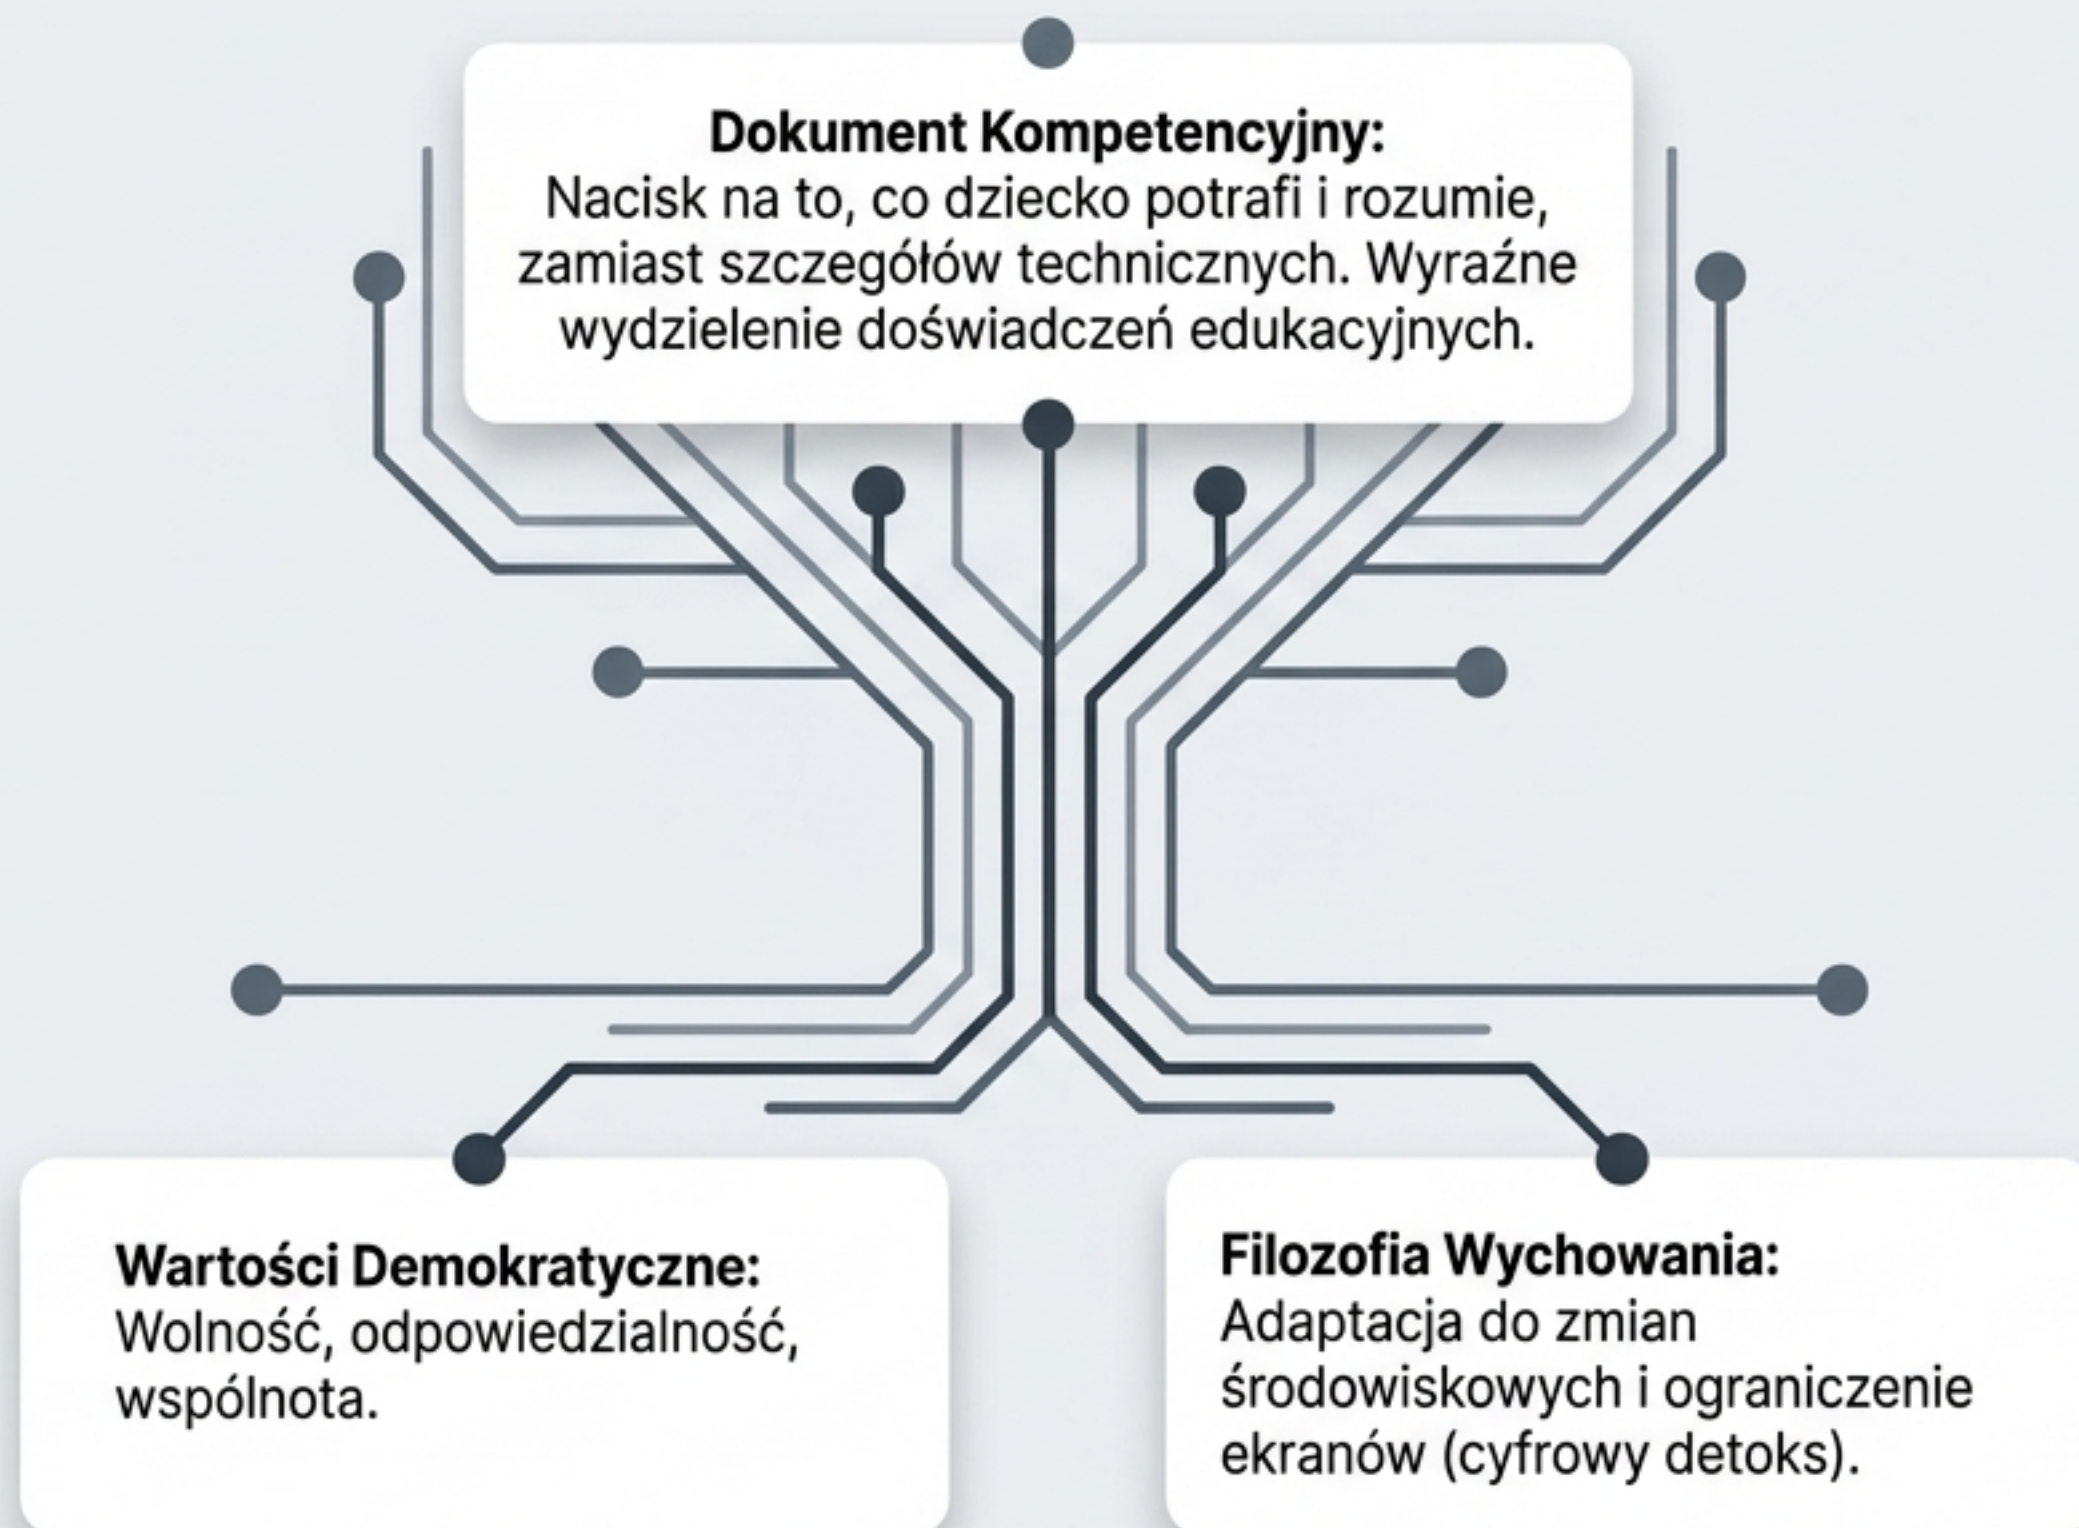 Dokument Kompetencyjny:
Nacisk na to, co dziecko potrafi i rozumie,
zamiast szczegółów technicznych. Wyraźne
wydzielenie doświadczeń edukacyjnych.
Wartości Demokratyczne:
Wolność, odpowiedzialność,
wspólnota.
Filozofia Wychowania:
Adaptacja do zmian
środowiskowych i ograniczenie
ekranów (cyfrowy detoks).